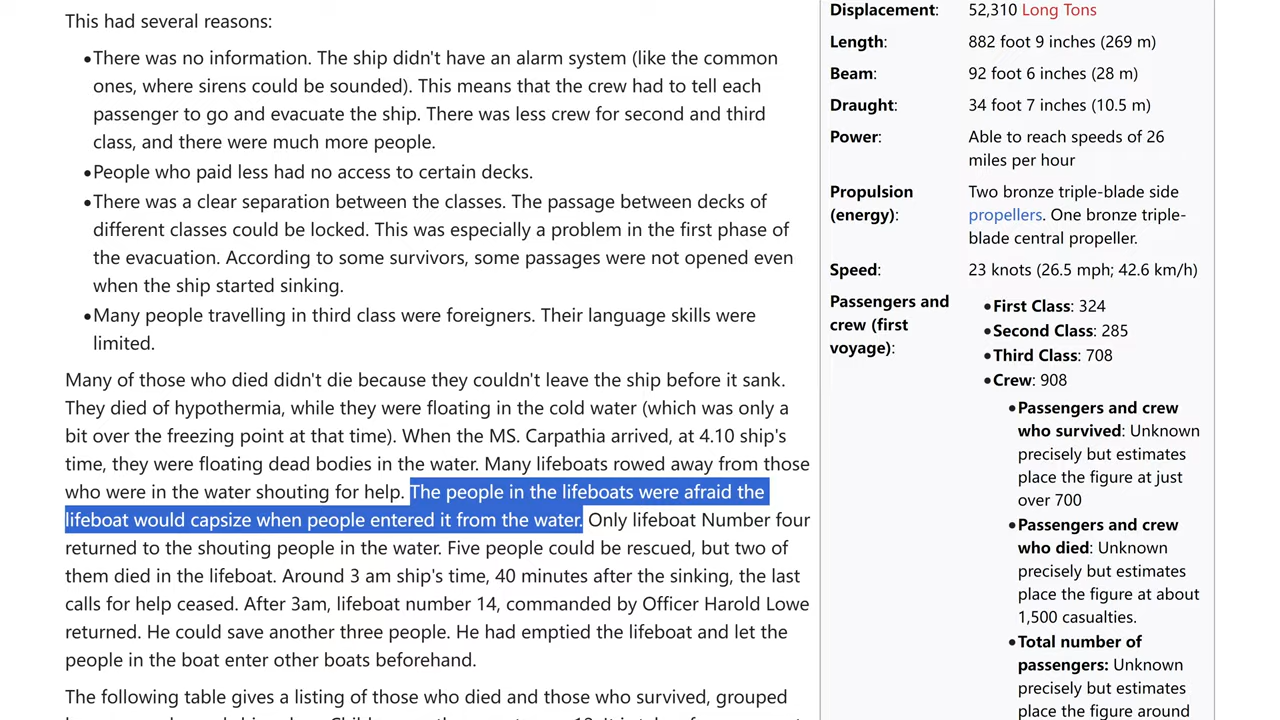 This had several reasons:
•There was no information. The ship didn't have an alarm system (like the common
ones, where sirens could be sounded). This means that the crew had to tell each
passenger to go and evacuate the ship. There was less crew for second and third
class, and there were much more people.
•People who paid less had no access to certain decks.
•There was a clear separation between the classes. The passage between decks of
different classes could be locked. This was especially a problem in the first phase of
the evacuation. According to some survivors, some passages were not opened even
when the ship started sinking.
•Many people travelling in third class were foreigners. Their language skills were
limited.
Many of those who died didn't die because they couldn't leave the ship before it sank.
They died of hypothermia, while they were floating in the cold water (which was only a
bit over the freezing point at that time). When the MS. Carpathia arrived, at 4.10 ship's
time, they were floating dead bodies in the water. Many lifeboats rowed away from those
who were in the water shouting for help. The people in the lifeboats were afraid the
lifeboat would capsize when people entered it from the water. Only lifeboat Number four
returned to the shouting people in the water. Five people could be rescued, but two of
them died in the lifeboat. Around 3 am ship's time, 40 minutes after the sinking, the last
calls for help ceased. After 3am, lifeboat number 14, commanded by Officer Harold Lowe
returned. He could save another three people. He had emptied the lifeboat and let the
people in the boat enter other boats beforehand.
The following table gives a listing of those who died and those who survived, grouped
Displacement: 52,310 Long Tons
Length: 882 foot 9 inches (269 m)
Beam: 92 foot 6 inches (28 m)
Draught: 34 foot 7 inches (10.5 m)
Power: Able to reach speeds of 26
miles per hour
Propulsion Two bronze triple-blade side
(energy): propellers. One bronze triple-
blade central propeller.
Speed: 23 knots (26.5 mph; 42.6 km/h)
Passengers and •First Class: 324
crew (first •Second Class: 285
voyage): •Third Class: 708
•Crew: 908
•Passengers and crew
who survived: Unknown
precisely but estimates
place the figure at just
over 700
•Passengers and crew
who died: Unknown
precisely but estimates
place the figure at about
1,500 casualties.
•Total number of
passengers: Unknown
precisely but estimates
place the figure around